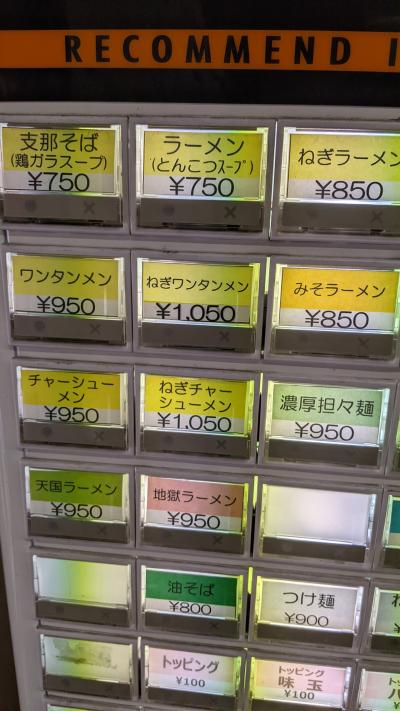 RECOMMEND
支那そば
(鶏ガラスープ)
¥750
ラーメン
(とんこつスープ)
¥750
ねぎラーメン
¥850
ワンタンメン
¥950
ねぎワンタンメン
¥1,050
みそラーメン
¥850
チャーシュー
メン
¥950
ねぎチャー
シューメン
¥1,050
濃厚担々麺
¥950
天国ラーメン
¥950
地獄ラーメン
¥950
油そば
¥800
つけ麺
¥900
トッピング
¥100
トッピング
味玉
¥100